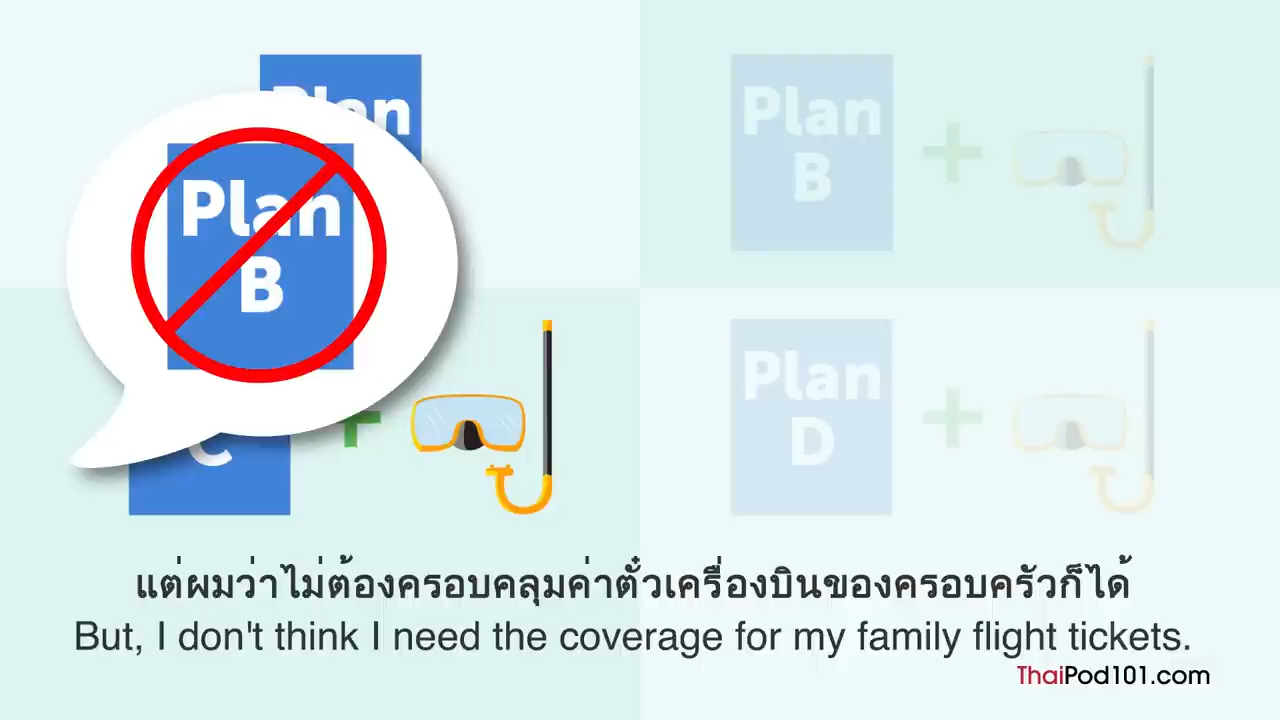 Plan
Plan
B
Plan
B
C
Plan
D
แต่ผมว่าไม่ต้องครอบคลุมค่าตั๋วเครื่องบินของครอบครัวก็ได้
But, I don't think I need the coverage for my family flight tickets.
ThaiPod101.com